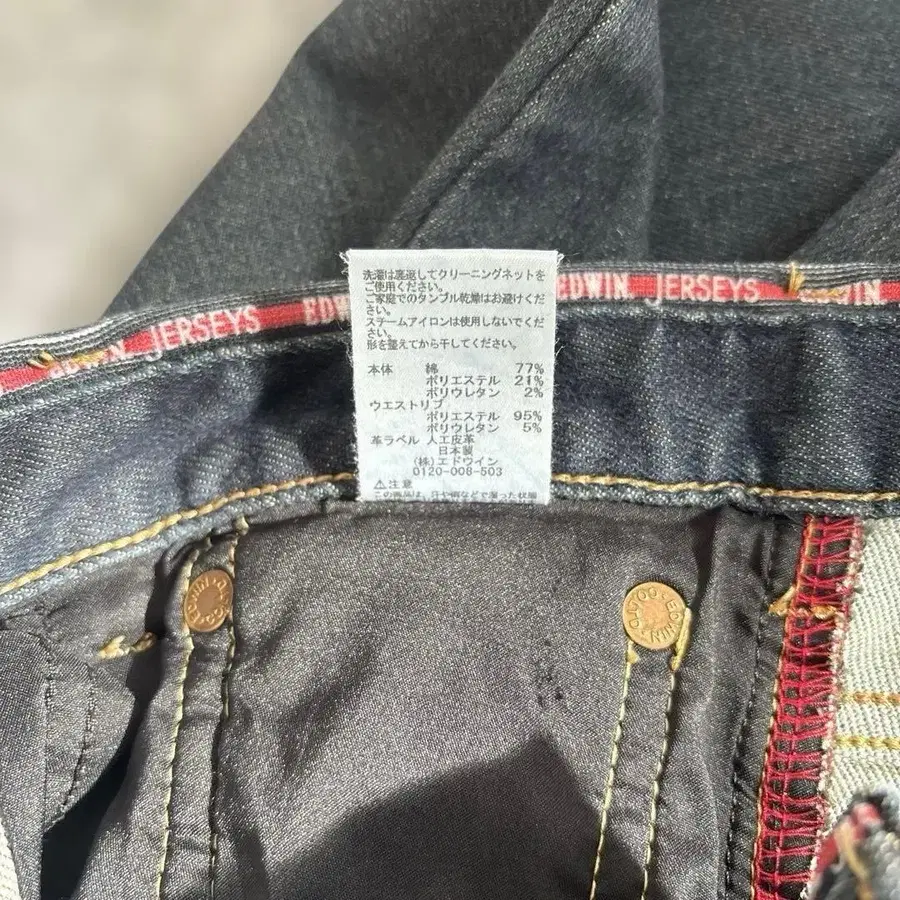 洗濯は裏返してクリーニングネットを
ご使用ください。
ご家庭でのタンブル乾燥はお避けくだ
さい。
スチームアイロンは使用しないでくだ
さい。
形を整えてから干してください。
本体 綿 77%
ポリエステル 21%
ポリウレタン 2%
ウエストリブ
ポリエステル 95%
ポリウレタン 5%
革ラベル 人工皮革
日本製
(株)エドウイン
0120-008-503
⚠注意
EDWIN JERSEYS EDW
EDWIN JERSEYS EDWIN